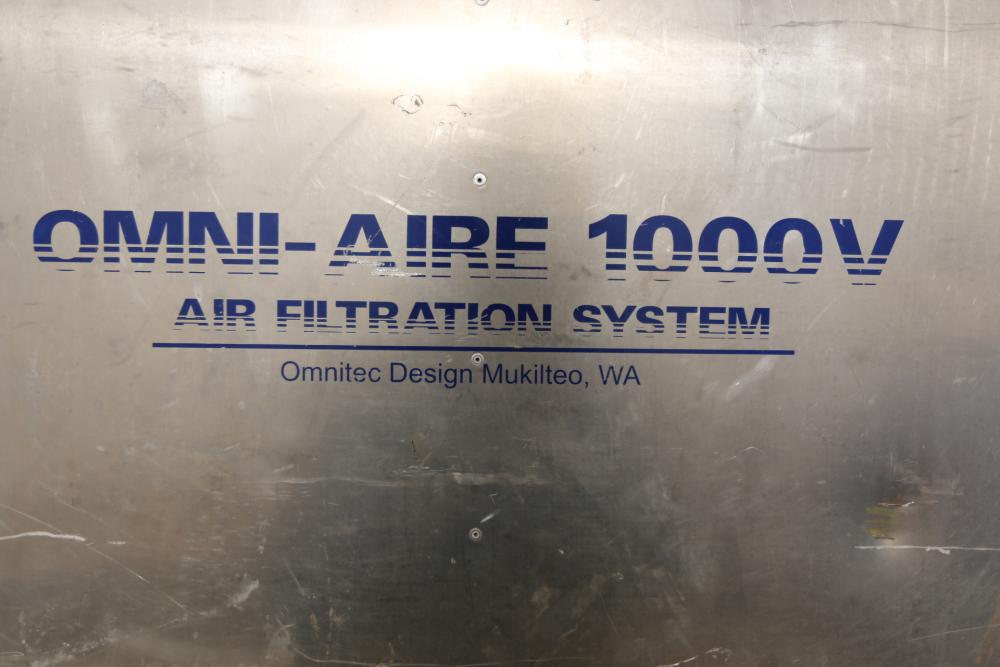 OMNI-AIRE 1000V
AIR FILTRATION SYSTEM
Omnitec Design Mukilteo, WA